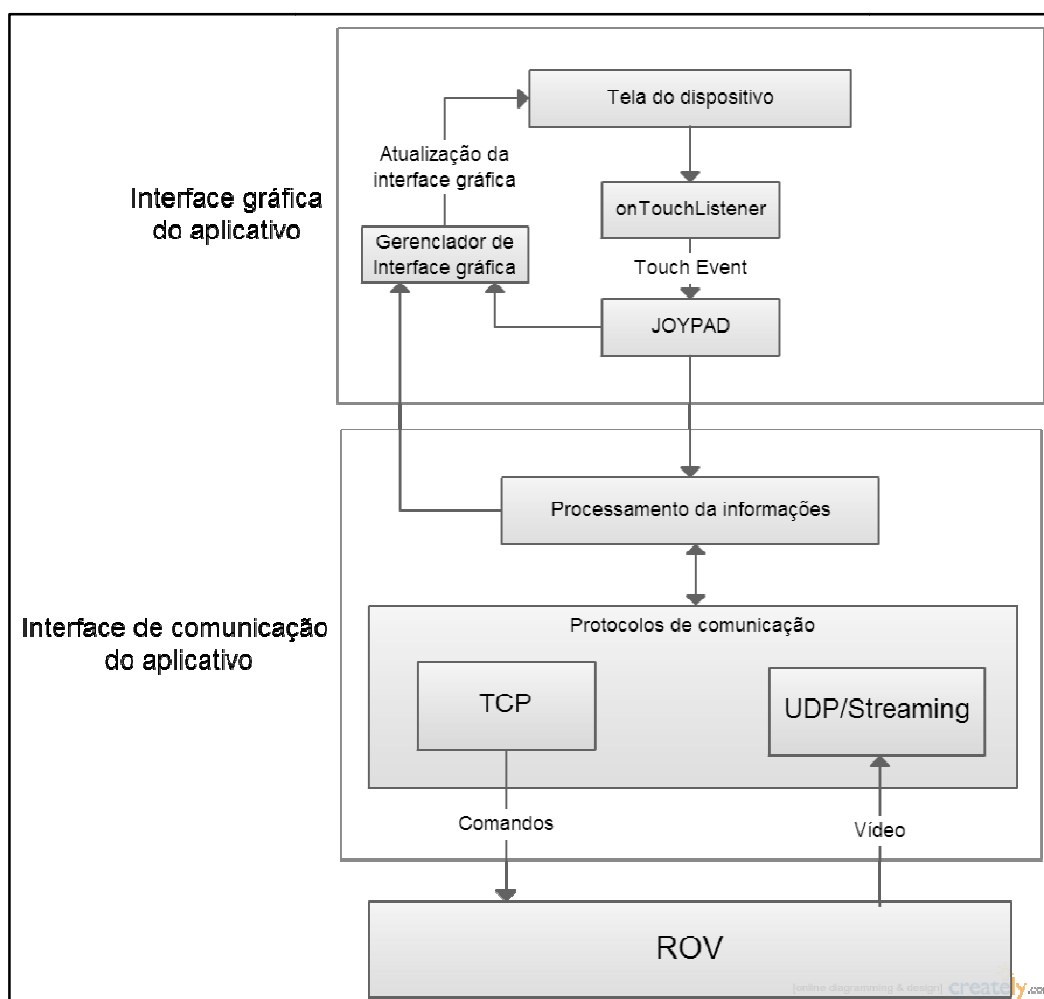 Tela do dispositivo
Atualização da
interface gráfica
onTouchListener
Interface gráfica
do aplicativo
Gerenciador de
Interface gráfica
Touch Event
JOYPAD
Processamento da informações
Interface de comunicação
do aplicativo
Protocolos de comunicação
TCP
UDP/Streaming
Comandos
Vídeo
ROV
[online diagramming & design] creately.com